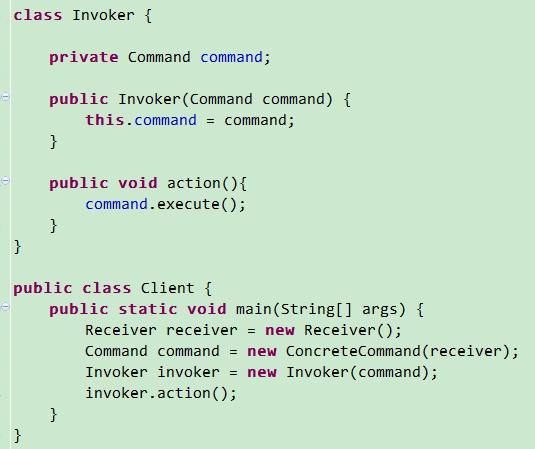 class Invoker {
private Command command;
public Invoker(Command command) {
this.command = command;
}
public void action(){
command.execute();
}
}
public class Client {
public static void main(String[] args) {
Receiver receiver = new Receiver();
Command command = new ConcreteCommand(receiver);
Invoker invoker = new Invoker(command);
invoker.action();
}
}